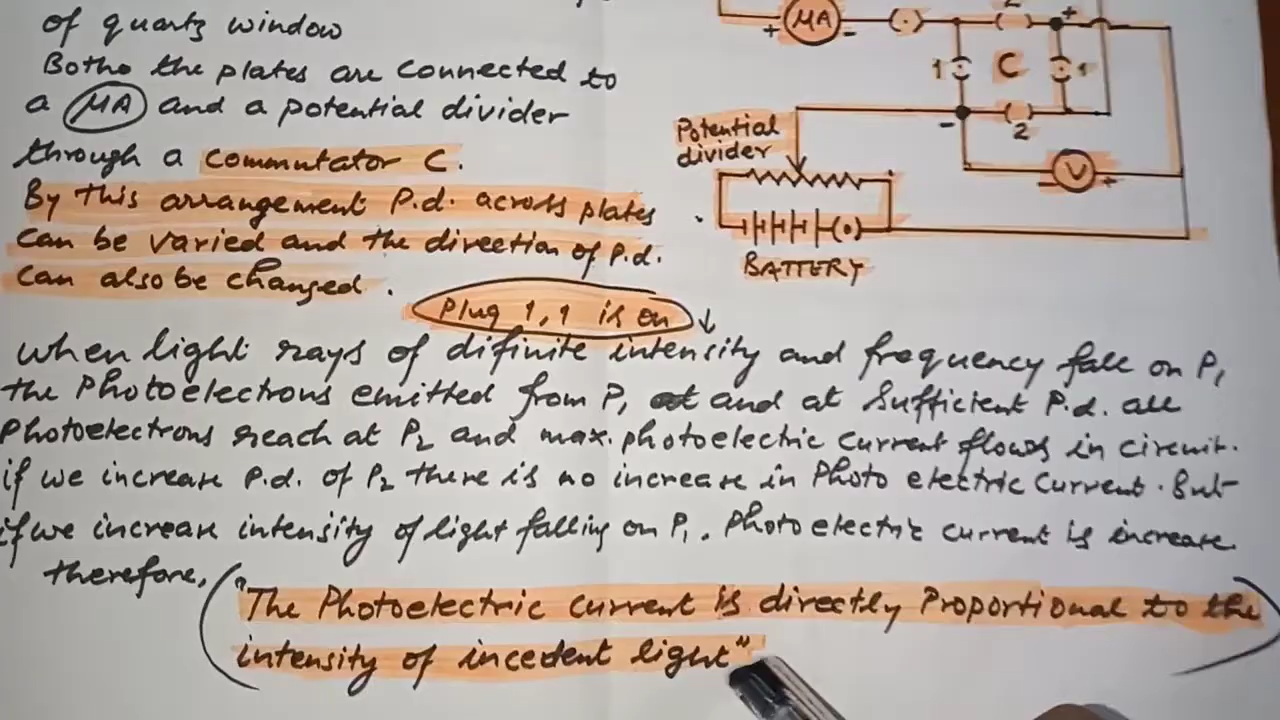 of quartz window
Botho the plates are connected to
a MA and a potential divider
through a commutator C.
By this arrangement P.d. across plates
can be varied and the direction of p.d.
can also be changed.
Plug 1, 1 is on
when light rays of difinite intensity and frequency fall on P1
the Photoelectrons emitted from P1 at and at sufficient P.d. all
Photoelectrons reach at P2 and max. photoelectric current flows in circuit.
if we increase P.d. of P2 there is no increase in Photo electric current. But
if we increase intensity of light falling on P1. Photoelectric current is increase
therefore,
"The Photoelectric current is directly Proportional to the
intensity of incedent light"
+ MA -
2
+
1 C 1
-
2
Potential
divider
- V +
BATTERY